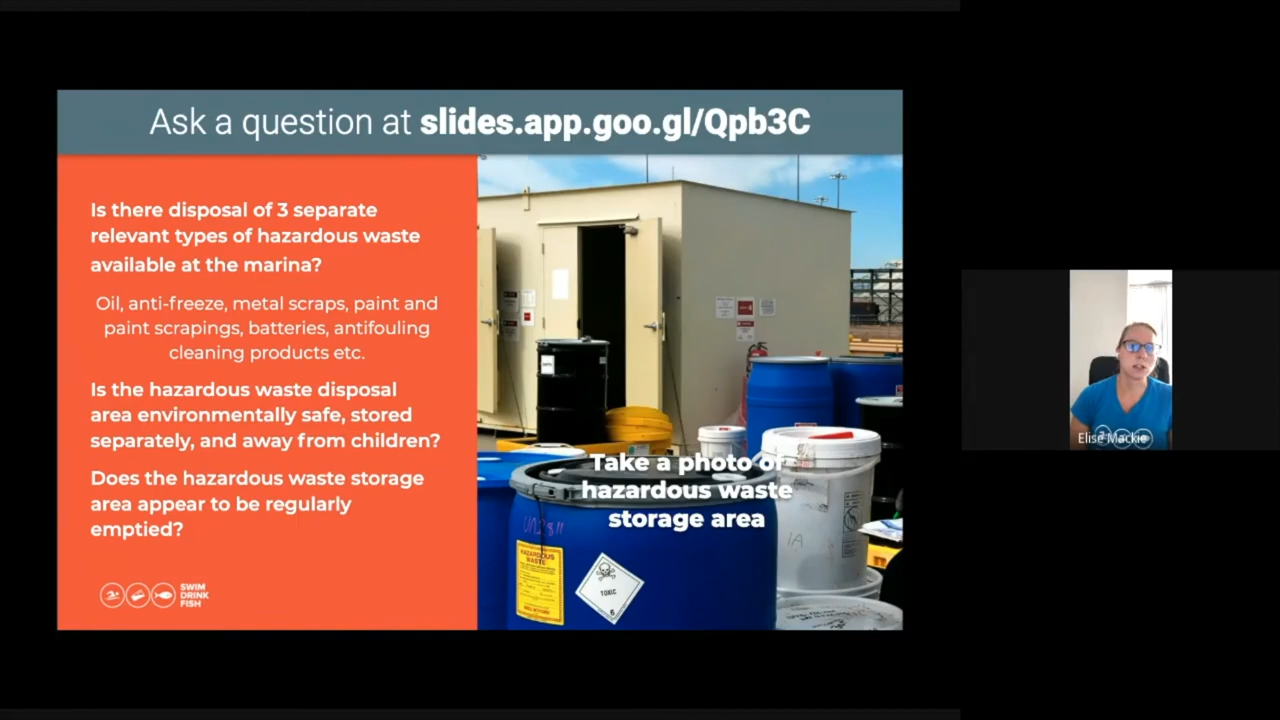 Ask a question at slides.app.goo.gl/Qpb3C
Is there disposal of 3 separate
relevant types of hazardous waste
available at the marina?
Oil, anti-freeze, metal scraps, paint and
paint scrapings, batteries, antifouling
cleaning products etc.
Is the hazardous waste disposal
area environmentally safe, stored
separately, and away from children?
Does the hazardous waste storage
area appear to be regularly
emptied?
SWIM
DRINK
FISH
Take a photo of
hazardous waste
storage area
HAZARDOUS
WASTE
TOXIC
6
IA
Elise Mackie